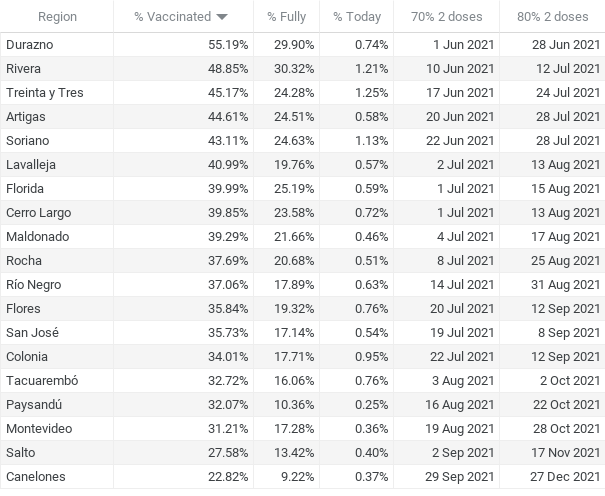 Region % Vaccinated % Fully % Today 70% 2 doses 80% 2 doses
Durazno 55.19% 29.90% 0.74% 1 Jun 2021 28 Jun 2021
Rivera 48.85% 30.32% 1.21% 10 Jun 2021 12 Jul 2021
Treinta y Tres 45.17% 24.28% 1.25% 17 Jun 2021 24 Jul 2021
Artigas 44.61% 24.51% 0.58% 20 Jun 2021 28 Jul 2021
Soriano 43.11% 24.63% 1.13% 22 Jun 2021 28 Jul 2021
Lavalleja 40.99% 19.76% 0.57% 2 Jul 2021 13 Aug 2021
Florida 39.99% 25.19% 0.59% 1 Jul 2021 15 Aug 2021
Cerro Largo 39.85% 23.58% 0.72% 1 Jul 2021 13 Aug 2021
Maldonado 39.29% 21.66% 0.46% 4 Jul 2021 17 Aug 2021
Rocha 37.69% 20.68% 0.51% 8 Jul 2021 25 Aug 2021
Río Negro 37.06% 17.89% 0.63% 14 Jul 2021 31 Aug 2021
Flores 35.84% 19.32% 0.76% 20 Jul 2021 12 Sep 2021
San José 35.73% 17.14% 0.54% 19 Jul 2021 8 Sep 2021
Colonia 34.01% 17.71% 0.95% 22 Jul 2021 12 Sep 2021
Tacuarembó 32.72% 16.06% 0.76% 3 Aug 2021 2 Oct 2021
Paysandú 32.07% 10.36% 0.25% 16 Aug 2021 22 Oct 2021
Montevideo 31.21% 17.28% 0.36% 19 Aug 2021 28 Oct 2021
Salto 27.58% 13.42% 0.40% 2 Sep 2021 17 Nov 2021
Canelones 22.82% 9.22% 0.37% 29 Sep 2021 27 Dec 2021